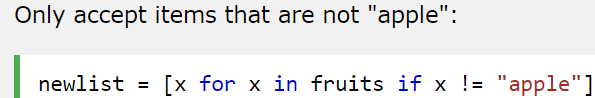 Only accept items that are not "apple":
newlist = [x for x in fruits if x != "apple"]